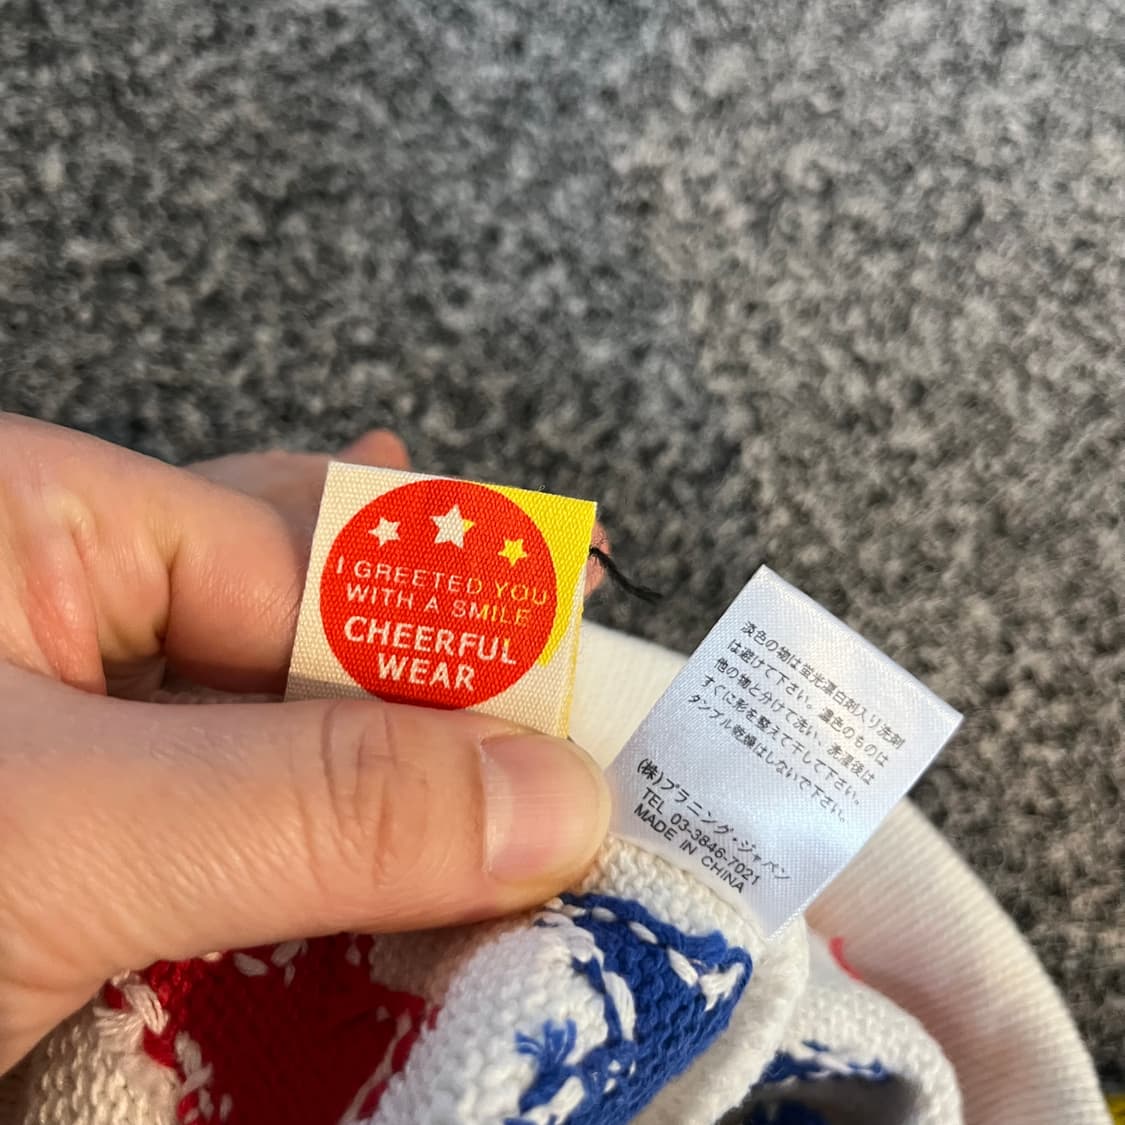 I GREETED YOU
WITH A SMILE
CHEERFUL
WEAR
淡色の物は蛍光漂白剤入り洗剤
は避けて下さい。濃色のものは
他の物と分けて洗い、洗濯後は
すぐに形を整えて干して下さい。
タンブル乾燥はしないで下さい。
(株)プラニング・ジャパン
TEL 03-3846-7021
MADE IN CHINA